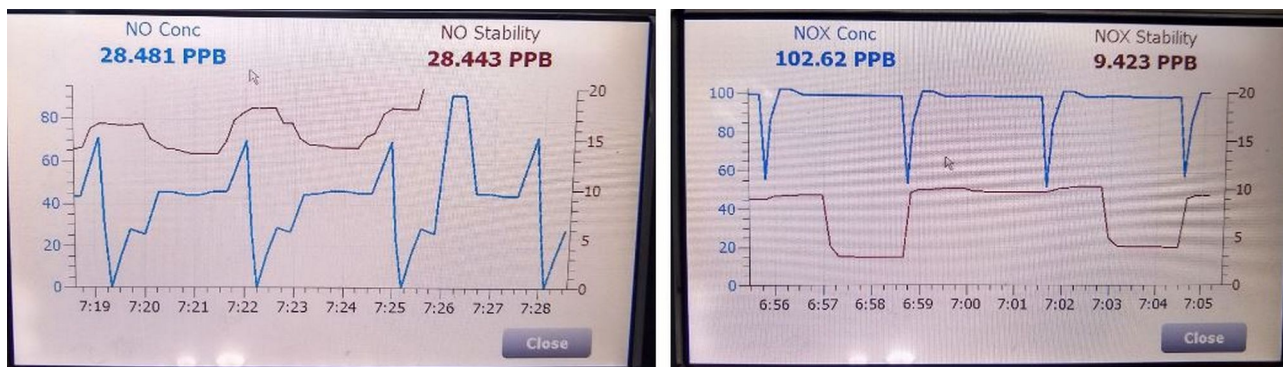 NO Conc
28.481 PPB
NO Stability
28.443 PPB
80
60
40
20
0
20
15
10
5
0
7:19 7:20 7:21 7:22 7:23 7:24 7:25 7:26 7:27 7:28
Close
NOX Conc
102.62 PPB
NOX Stability
9.423 PPB
100
80
60
40
20
0
20
15
10
5
0
6:56 6:57 6:58 6:59 7:00 7:01 7:02 7:03 7:04 7:05
Close